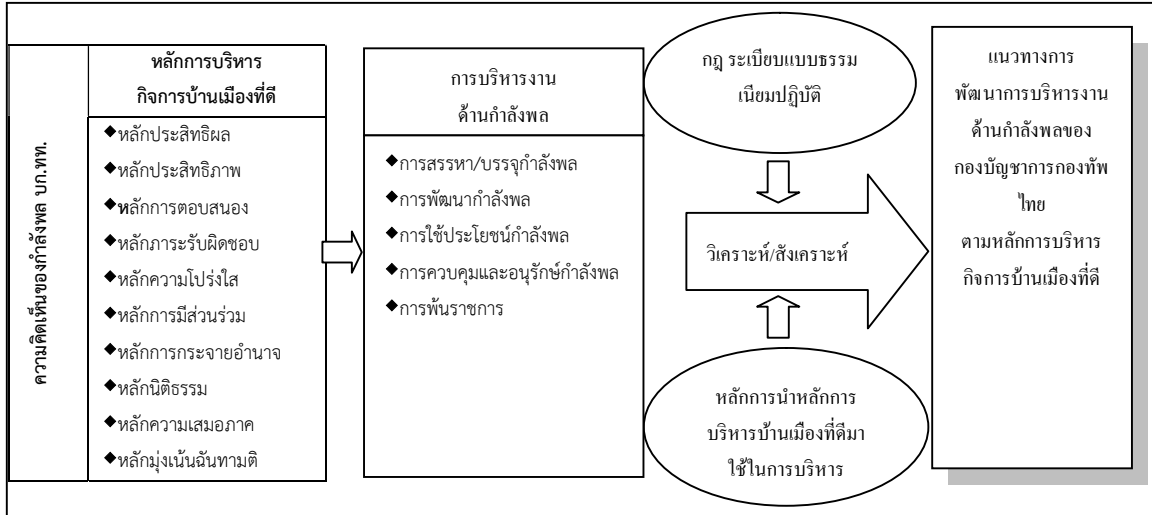 ความคิดเห็นของกำลังพล บก.ทท.
หลักการบริหาร
กิจการบ้านเมืองที่ดี
◆หลักประสิทธิผล
◆หลักประสิทธิภาพ
◆หลักการตอบสนอง
◆หลักภาระรับผิดชอบ
◆หลักความโปร่งใส
◆หลักการมีส่วนร่วม
◆หลักการกระจายอำนาจ
◆หลักนิติธรรม
◆หลักความเสมอภาค
◆หลักมุ่งเน้นฉันทามติ
การบริหารงาน
ด้านกำลังพล
◆การสรรหา/บรรจุกำลังพล
◆การพัฒนากำลังพล
◆การใช้ประโยชน์กำลังพล
◆การควบคุมและอนุรักษ์กำลังพล
◆การพ้นราชการ
กฎ ระเบียบแบบธรรม
เนียมปฏิบัติ
วิเคราะห์/สังเคราะห์
หลักการนำหลักการ
บริหารบ้านเมืองที่ดีมา
ใช้ในการบริหาร
แนวทางการ
พัฒนาการบริหารงาน
ด้านกำลังพลของ
กองบัญชาการกองทัพ
ไทย
ตามหลักการบริหาร
กิจการบ้านเมืองที่ดี